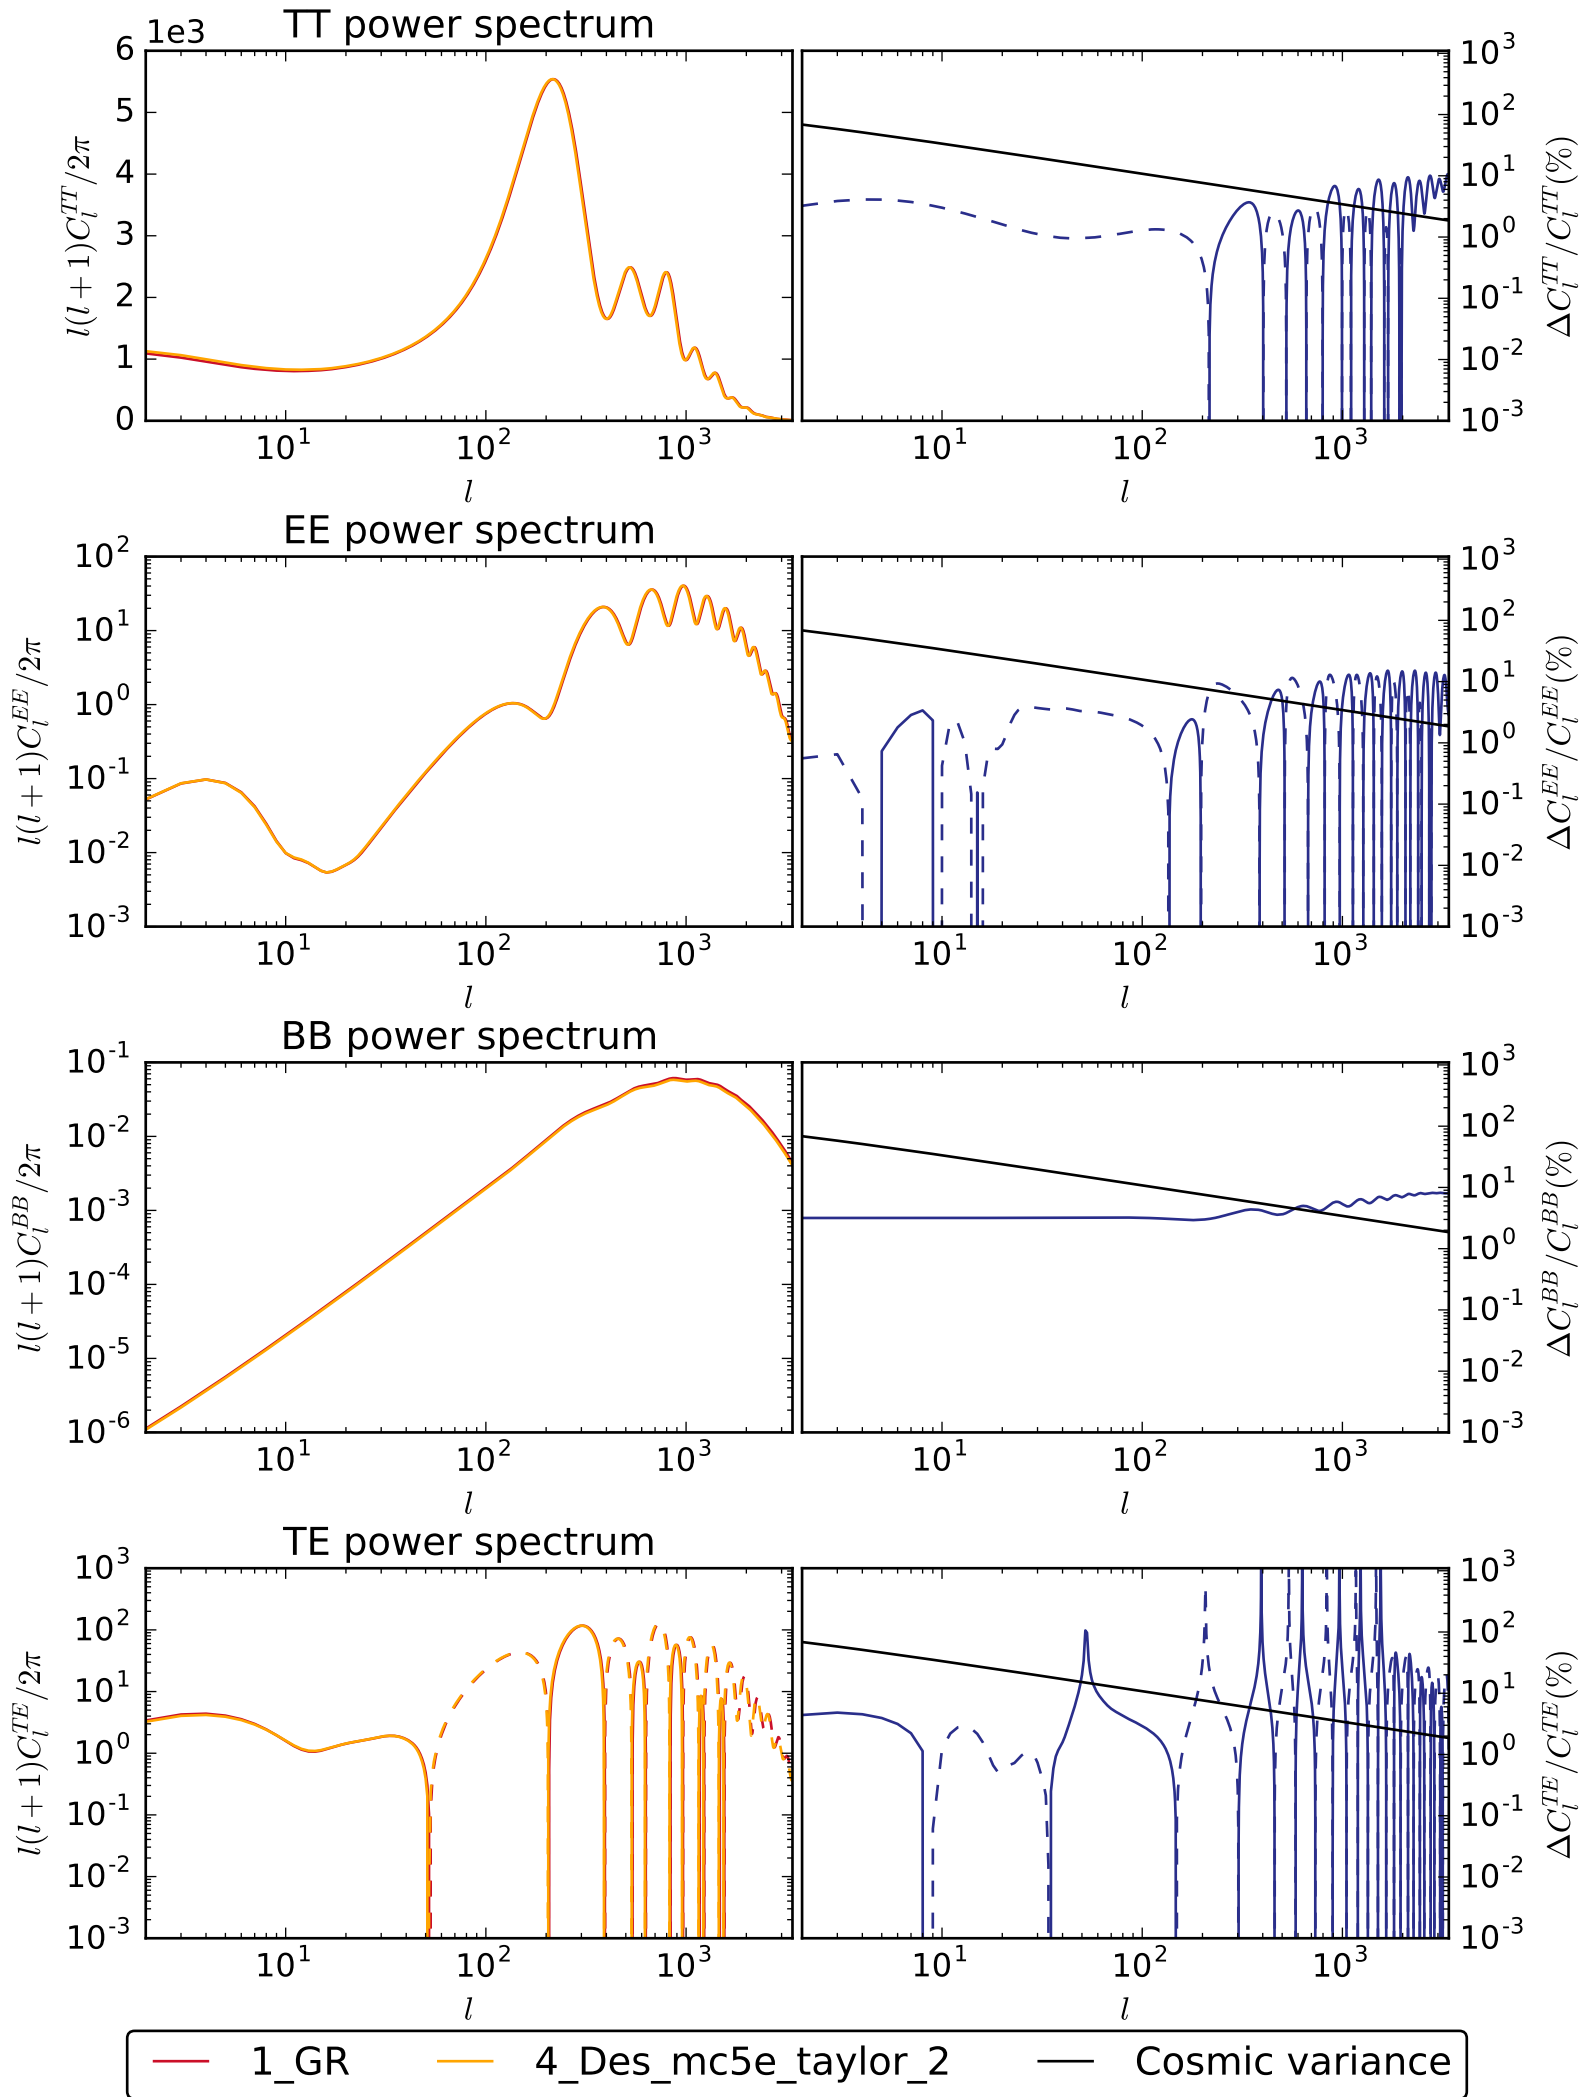 TT power spectrum
1e3
6
5
4
3
2
1
0
l(l+1)C_l^{TT}/2π
10^1 10^2 10^3
l
10^3
10^2
10^1
10^0
10^-1
10^-2
10^-3
ΔC_l^{TT}/C_l^{TT}(%)
10^1 10^2 10^3
l
EE power spectrum
10^2
10^1
10^0
10^-1
10^-2
10^-3
l(l+1)C_l^{EE}/2π
10^1 10^2 10^3
l
10^3
10^2
10^1
10^0
10^-1
10^-2
10^-3
ΔC_l^{EE}/C_l^{EE}(%)
10^1 10^2 10^3
l
BB power spectrum
10^-1
10^-2
10^-3
10^-4
10^-5
10^-6
l(l+1)C_l^{BB}/2π
10^1 10^2 10^3
l
10^3
10^2
10^1
10^0
10^-1
10^-2
10^-3
ΔC_l^{BB}/C_l^{BB}(%)
10^1 10^2 10^3
l
TE power spectrum
10^3
10^2
10^1
10^0
10^-1
10^-2
10^-3
l(l+1)C_l^{TE}/2π
10^1 10^2 10^3
l
10^3
10^2
10^1
10^0
10^-1
10^-2
10^-3
ΔC_l^{TE}/C_l^{TE}(%)
10^1 10^2 10^3
l
1_GR 4_Des_mc5e_taylor_2 Cosmic variance